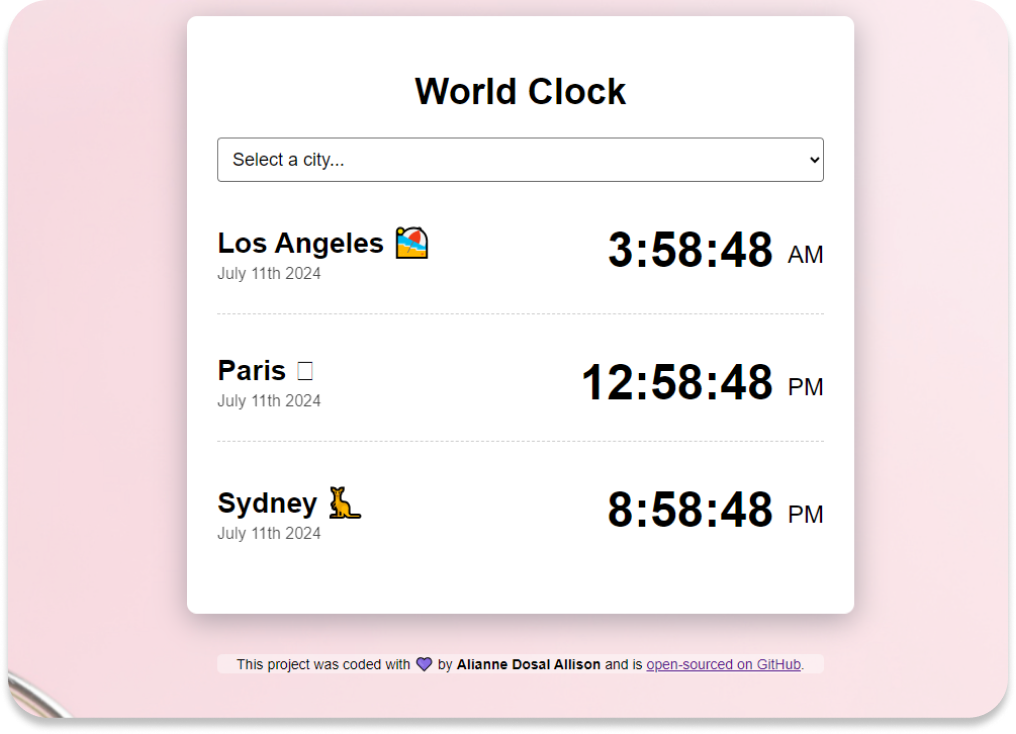 World Clock
Select a city...
Los Angeles 🏖️
3:58:48 AM
July 11th 2024
Paris
12:58:48 PM
July 11th 2024
Sydney 🦘
8:58:48 PM
July 11th 2024
This project was coded with 💜 by Alianne Dosal Allison and is open-sourced on GitHub.